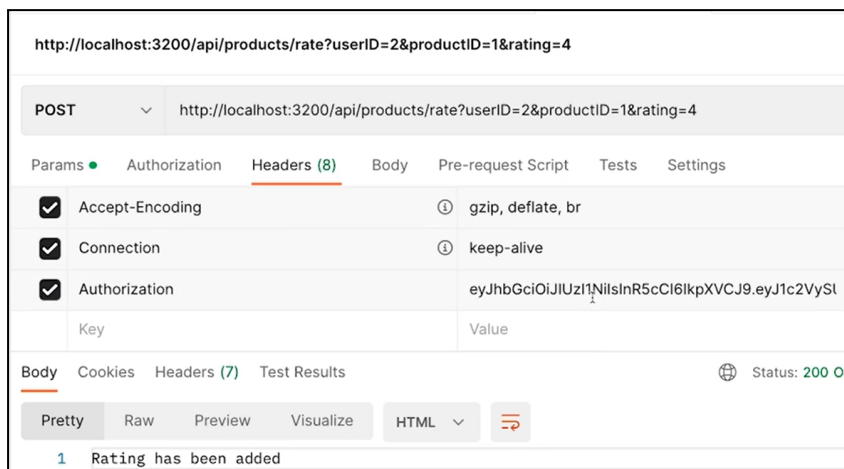 http://localhost:3200/api/products/rate?userID=2&productID=1&rating=4
POST http://localhost:3200/api/products/rate?userID=2&productID=1&rating=4
Params Authorization Headers (8) Body Pre-request Script Tests Settings
Accept-Encoding gzip, deflate, br
Connection keep-alive
Authorization eyJhbGciOiJIUzI1NiIsInR5cCI6IkpXVCJ9.eyJ1c2VySU
Key Value
Body Cookies Headers (7) Test Results Status: 200 O
Pretty Raw Preview Visualize HTML
1 Rating has been added